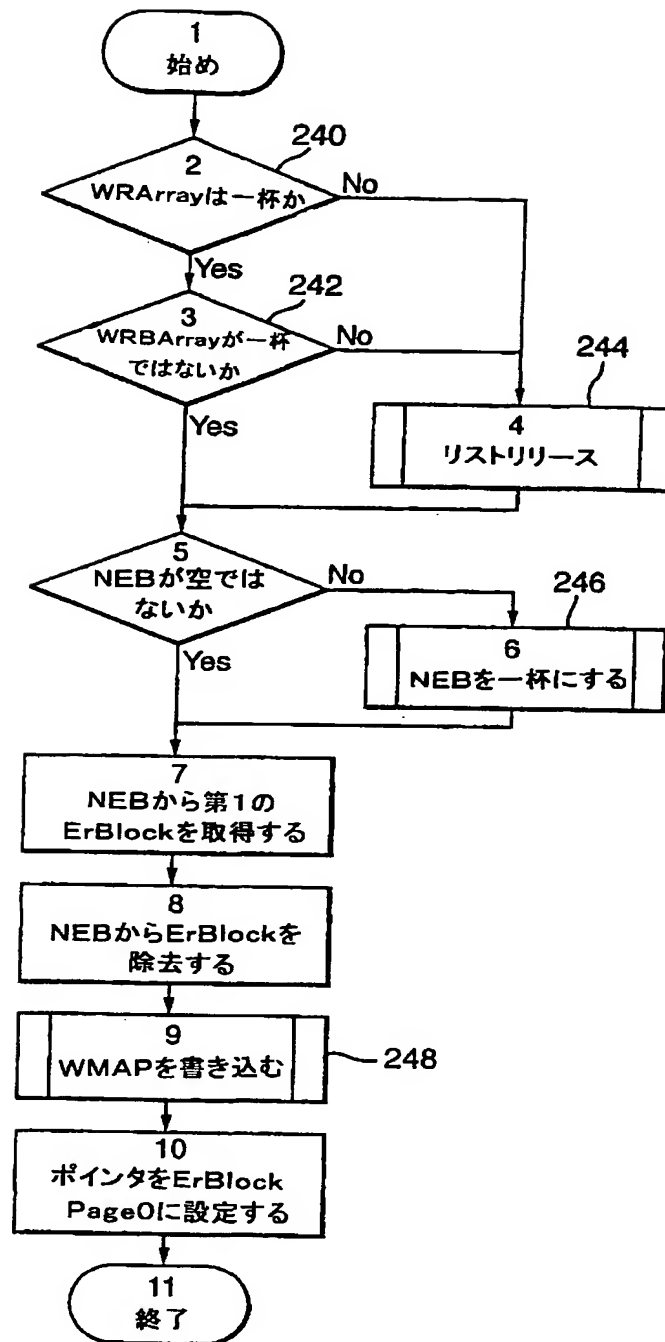 1
始め
240
2
WRArrayは一杯か
No
Yes
242
3
WRBArrayが一杯
ではないか
No
Yes
244
4
リストリリース
5
NEBが空では
ないか
No
Yes
246
6
NEBを一杯にする
7
NEBから第1の
ErBlockを取得する
8
NEBからErBlockを
除去する
9
WMAPを書き込む
248
10
ポインタをErBlock
Page0に設定する
11
終了